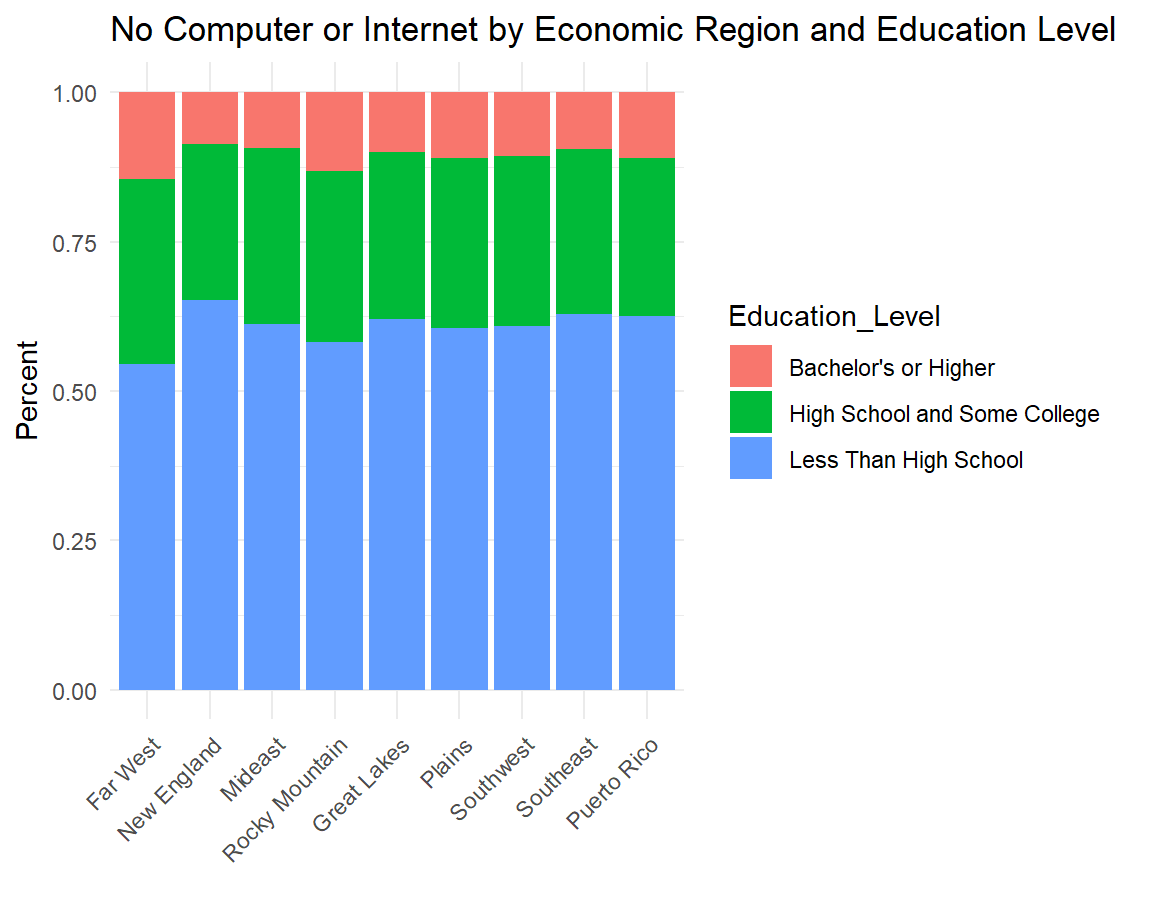 No Computer or Internet by Economic Region and Education Level
Percent
1.00
0.75
0.50
0.25
0.00
Far West
New England
Mideast
Rocky Mountain
Great Lakes
Plains
Southwest
Southeast
Puerto Rico
Education_Level
Bachelor's or Higher
High School and Some College
Less Than High School